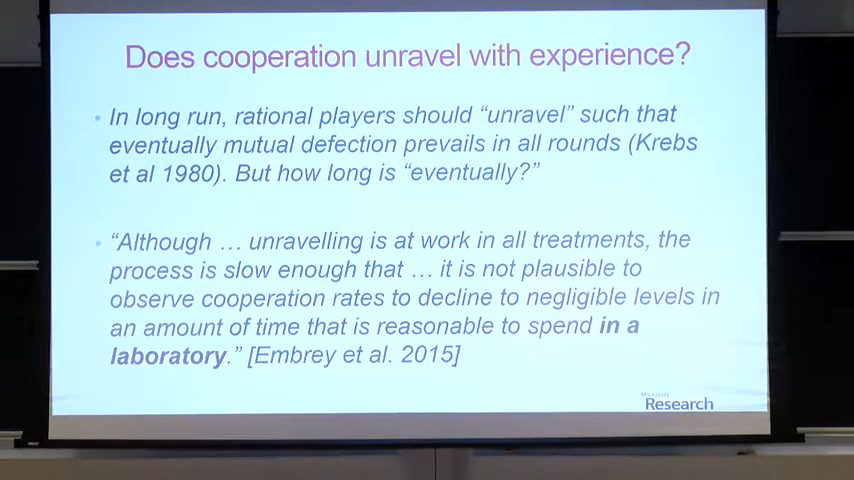 Does cooperation unravel with experience?
• In long run, rational players should “unravel” such that
eventually mutual defection prevails in all rounds (Krebs
et al 1980). But how long is “eventually?”
• “Although … unravelling is at work in all treatments, the
process is slow enough that … it is not plausible to
observe cooperation rates to decline to negligible levels in
an amount of time that is reasonable to spend in a
laboratory.” [Embrey et al. 2015]
Microsoft
Research